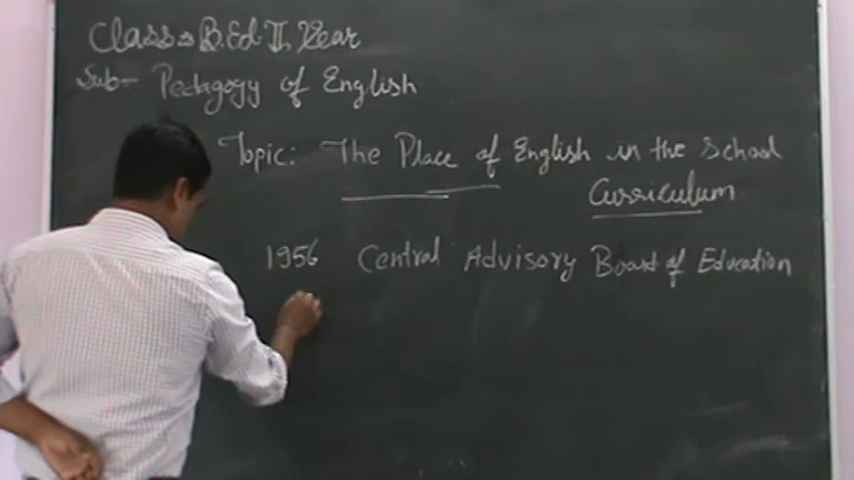 Class:- B.Ed. II. Year
Sub:- Pedagogy of English
Topic: The Place of English in the School
Curriculum.
1956 Central Advisory Board of Education